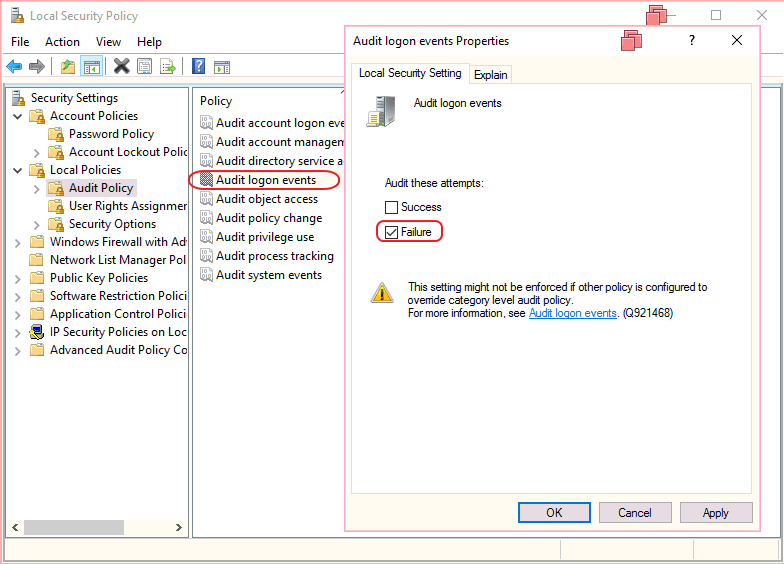 Local Security Policy
File Action View Help
Security Settings
Account Policies
Password Policy
Account Lockout Polic
Local Policies
Audit Policy
User Rights Assignmer
Security Options
Windows Firewall with Adv
Network List Manager Pol
Public Key Policies
Software Restriction Polici
Application Control Polici
IP Security Policies on Loc
Advanced Audit Policy Co
Policy
Audit account logon eve
Audit account managem
Audit directory service a
Audit logon events
Audit object access
Audit policy change
Audit privilege use
Audit process tracking
Audit system events
Audit logon events Properties
Local Security Setting Explain
Audit logon events
Audit these attempts:
Success
Failure
This setting might not be enforced if other policy is configured to
override category level audit policy.
For more information, see Audit logon events. (Q921468)
OK Cancel Apply